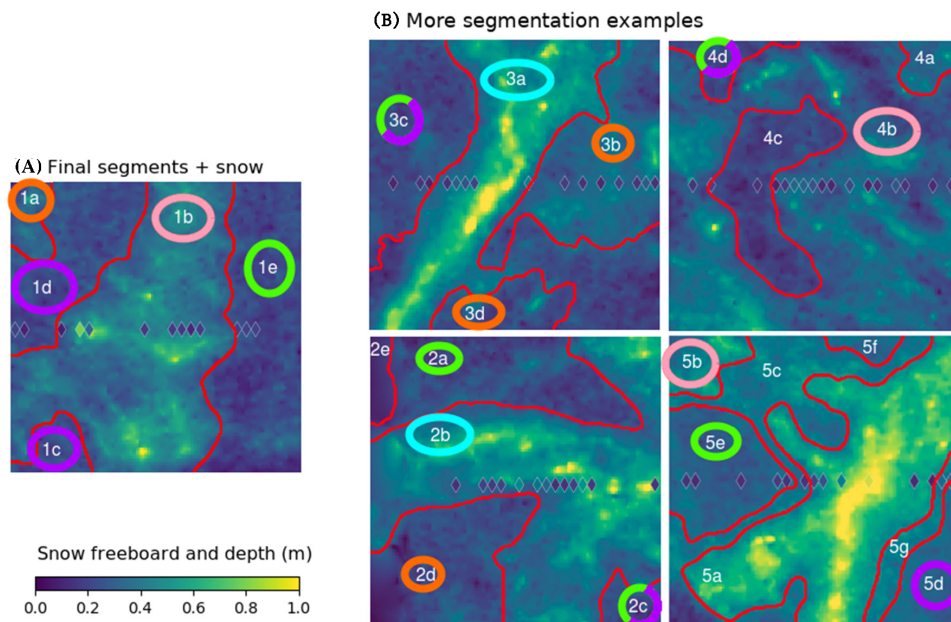 (A) Final segments + snow
1a
1b
1e
1d
1c
Snow freeboard and depth (m)
0.0 0.2 0.4 0.6 0.8 1.0
(B) More segmentation examples
3a
3c
3b
3d
4d
4a
4b
4c
2e
2a
2b
2d
2c
5b
5c
5f
5e
5a
5g
5d